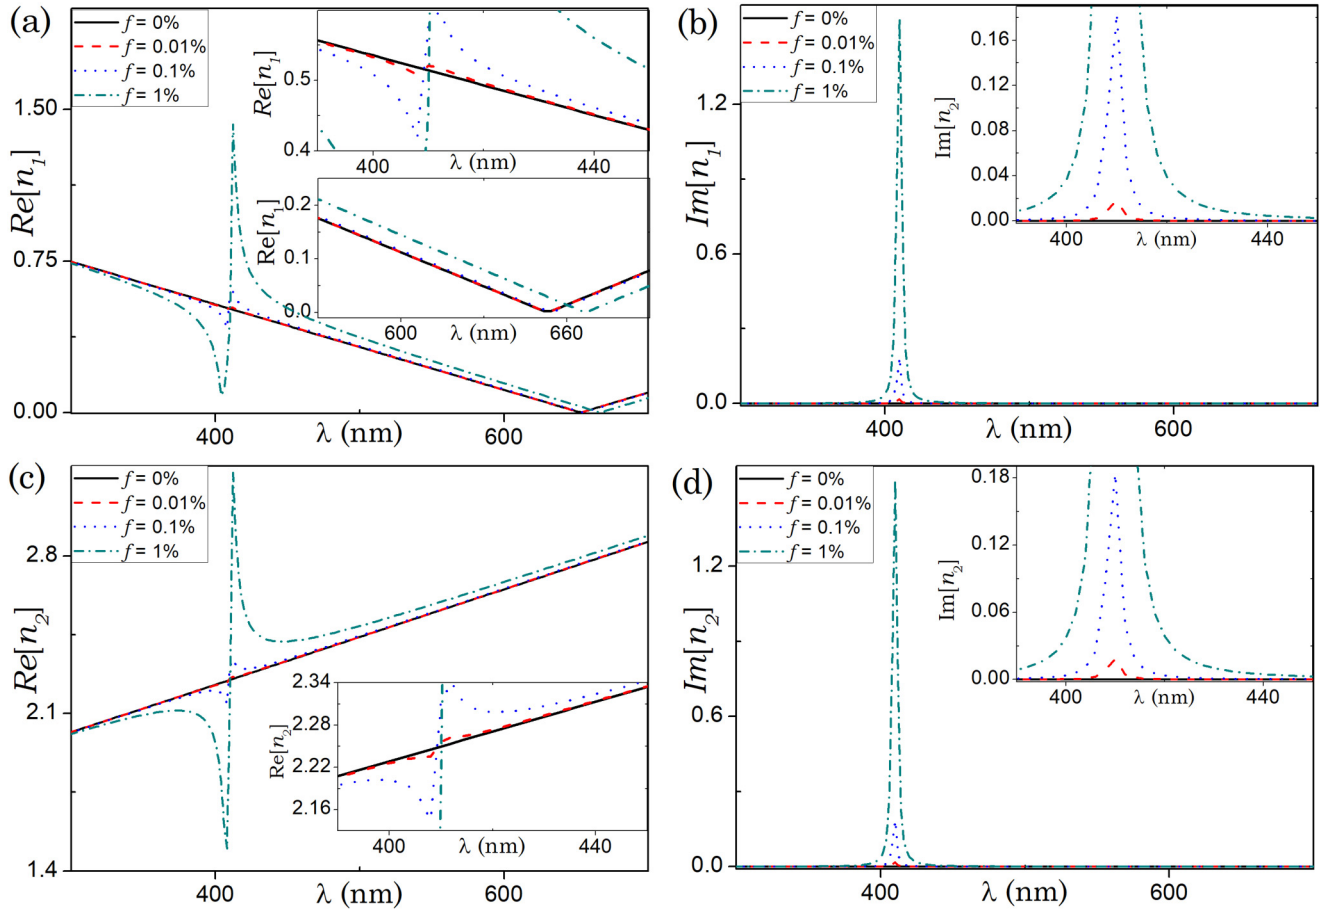 (a)
f = 0%
f = 0.01%
f = 0.1%
f = 1%
1.50
0.75
0.00
Re[n1]
400
600
λ (nm)
0.5
0.4
Re[n1]
400
440
λ (nm)
0.2
0.1
0.0
Re[n1]
600
660
λ (nm)
(b)
f = 0%
f = 0.01%
f = 0.1%
f = 1%
1.2
0.6
0.0
Im[n1]
400
600
λ (nm)
0.16
0.12
0.08
0.04
0.00
Im[n2]
400
440
λ (nm)
(c)
f = 0%
f = 0.01%
f = 0.1%
f = 1%
2.8
2.1
1.4
Re[n2]
400
600
λ (nm)
2.34
2.28
2.22
2.16
Re[n2]
400
440
λ (nm)
(d)
f = 0%
f = 0.01%
f = 0.1%
f = 1%
1.2
0.6
0.0
Im[n2]
400
600
λ (nm)
0.18
0.12
0.06
0.00
Im[n2]
400
440
λ (nm)